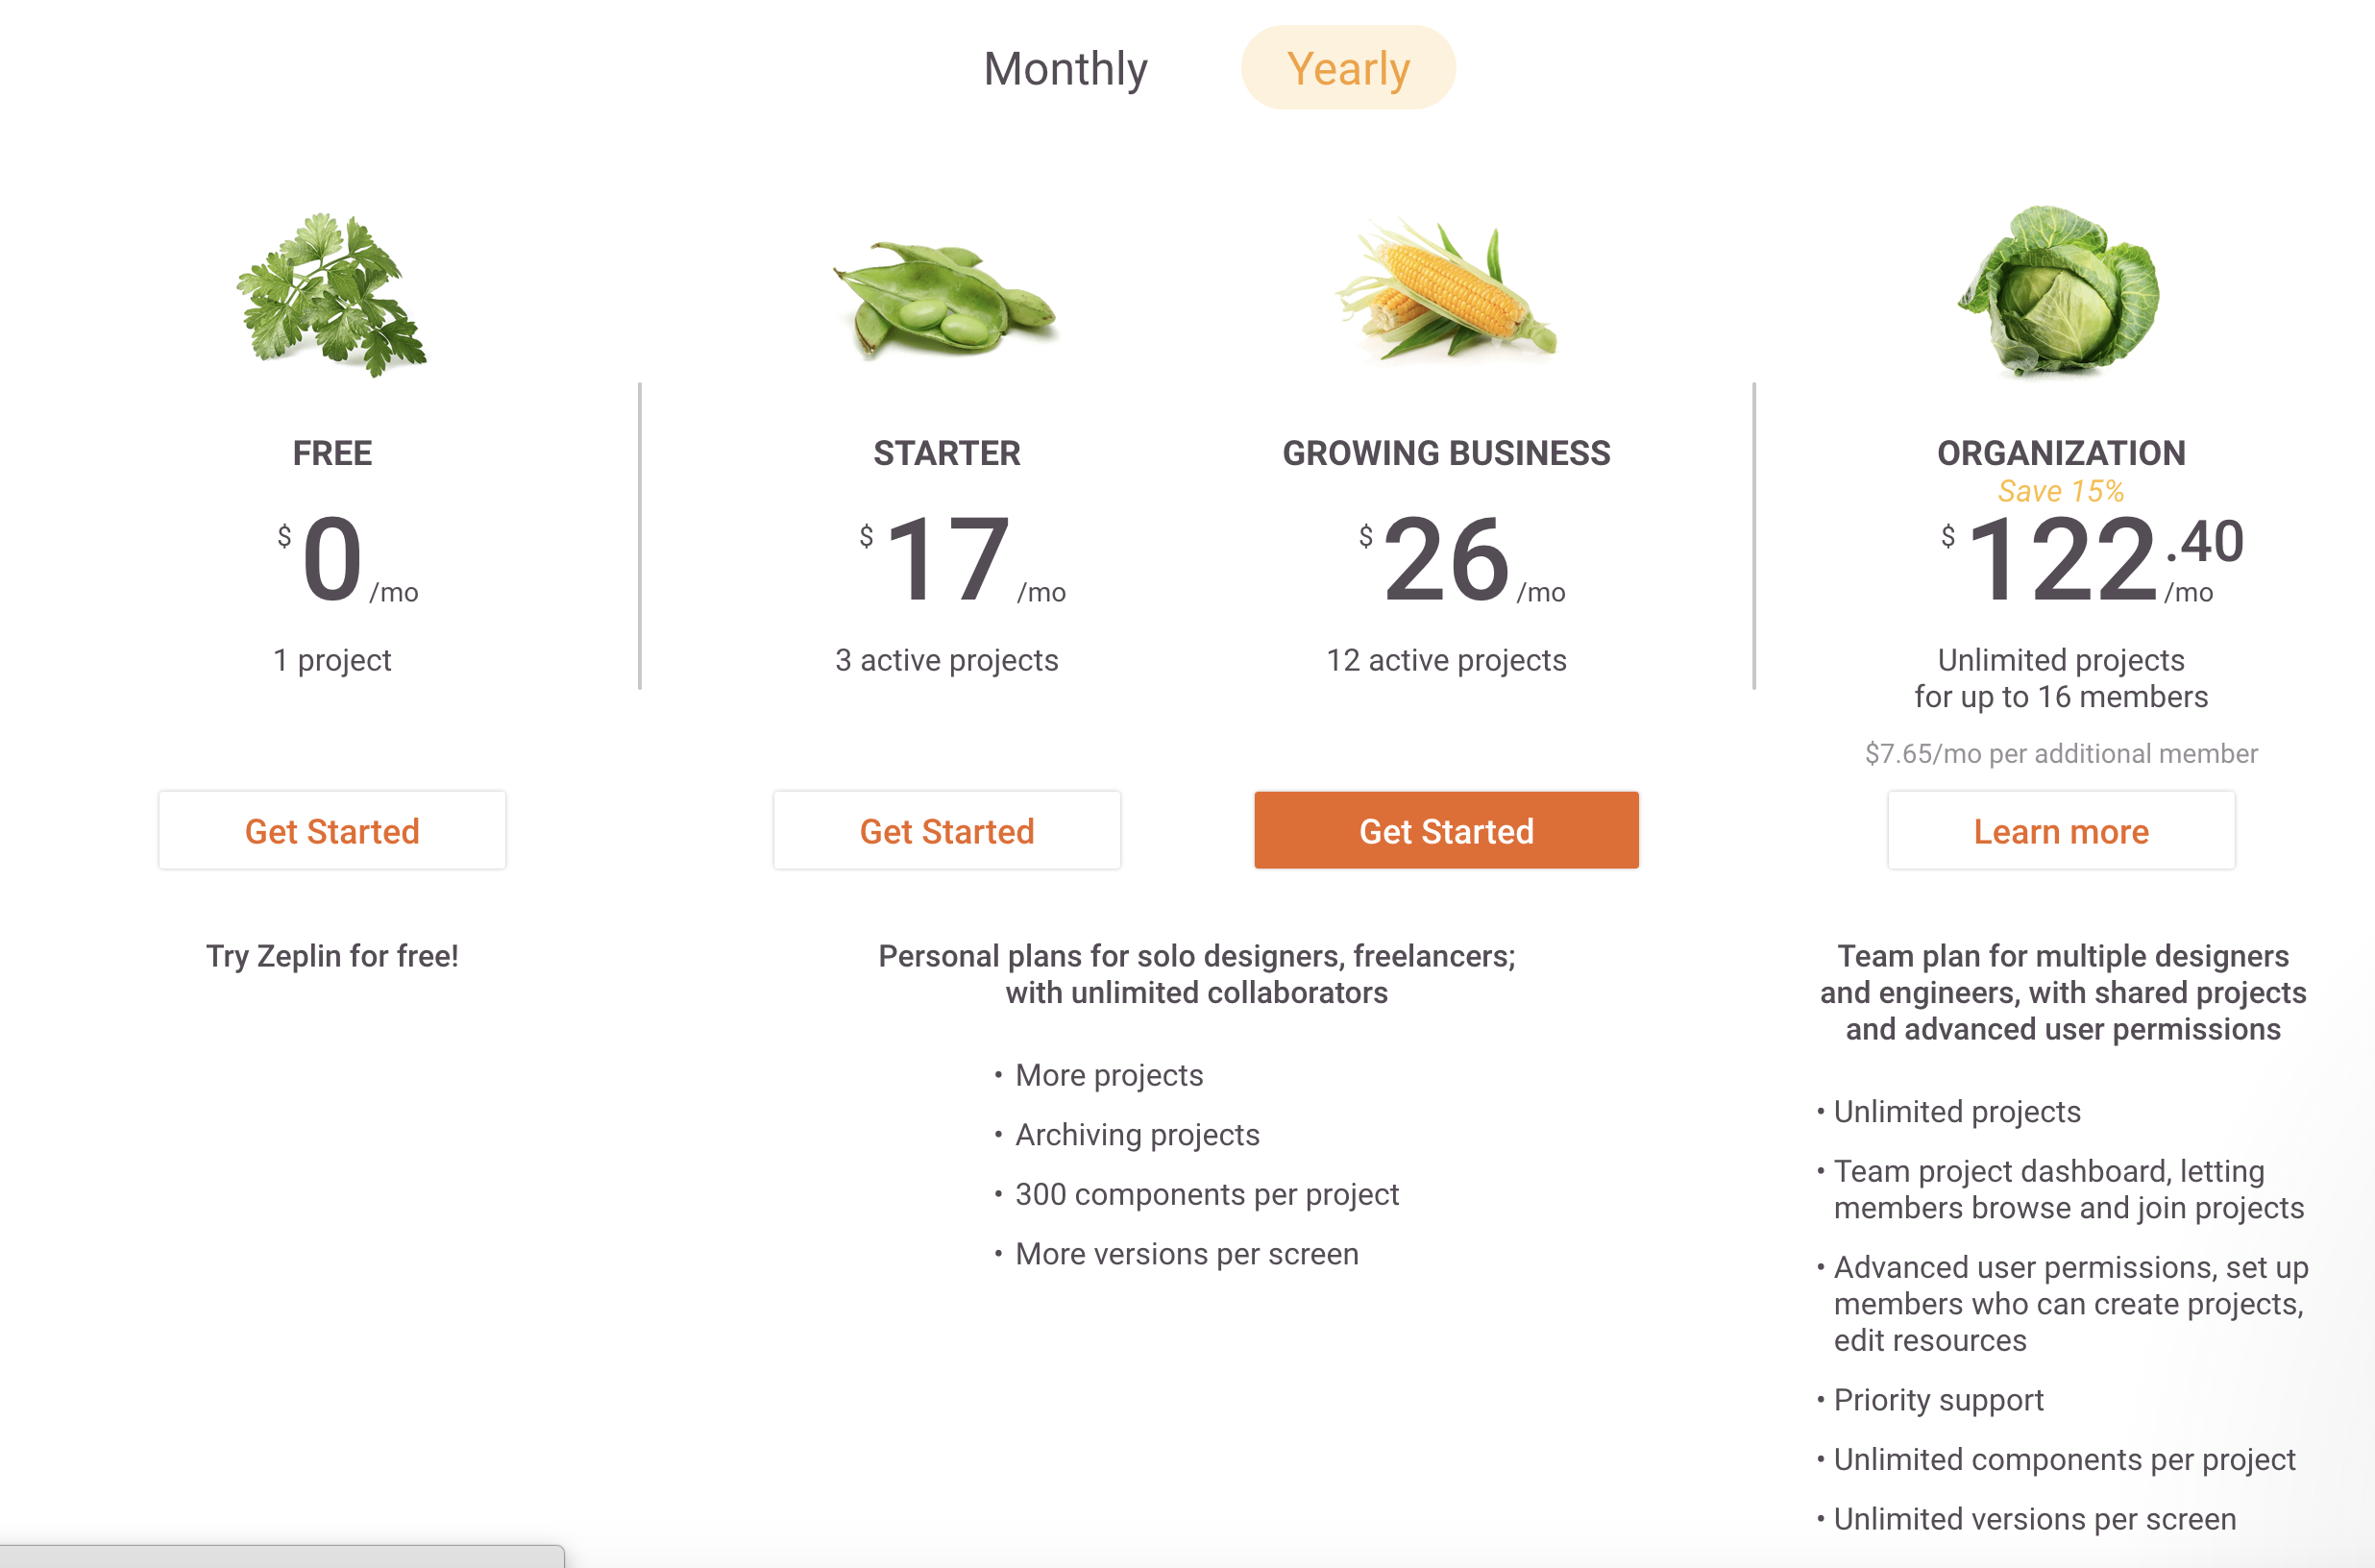 Monthly
Yearly
FREE
$0/mo
1 project
Get Started
Try Zeplin for free!
STARTER
$17/mo
3 active projects
Get Started
GROWING BUSINESS
$26/mo
12 active projects
Get Started
Personal plans for solo designers, freelancers;
with unlimited collaborators
• More projects
• Archiving projects
• 300 components per project
• More versions per screen
ORGANIZATION
Save 15%
$122.40/mo
Unlimited projects
for up to 16 members
$7.65/mo per additional member
Learn more
Team plan for multiple designers
and engineers, with shared projects
and advanced user permissions
• Unlimited projects
• Team project dashboard, letting
members browse and join projects
• Advanced user permissions, set up
members who can create projects,
edit resources
• Priority support
• Unlimited components per project
• Unlimited versions per screen